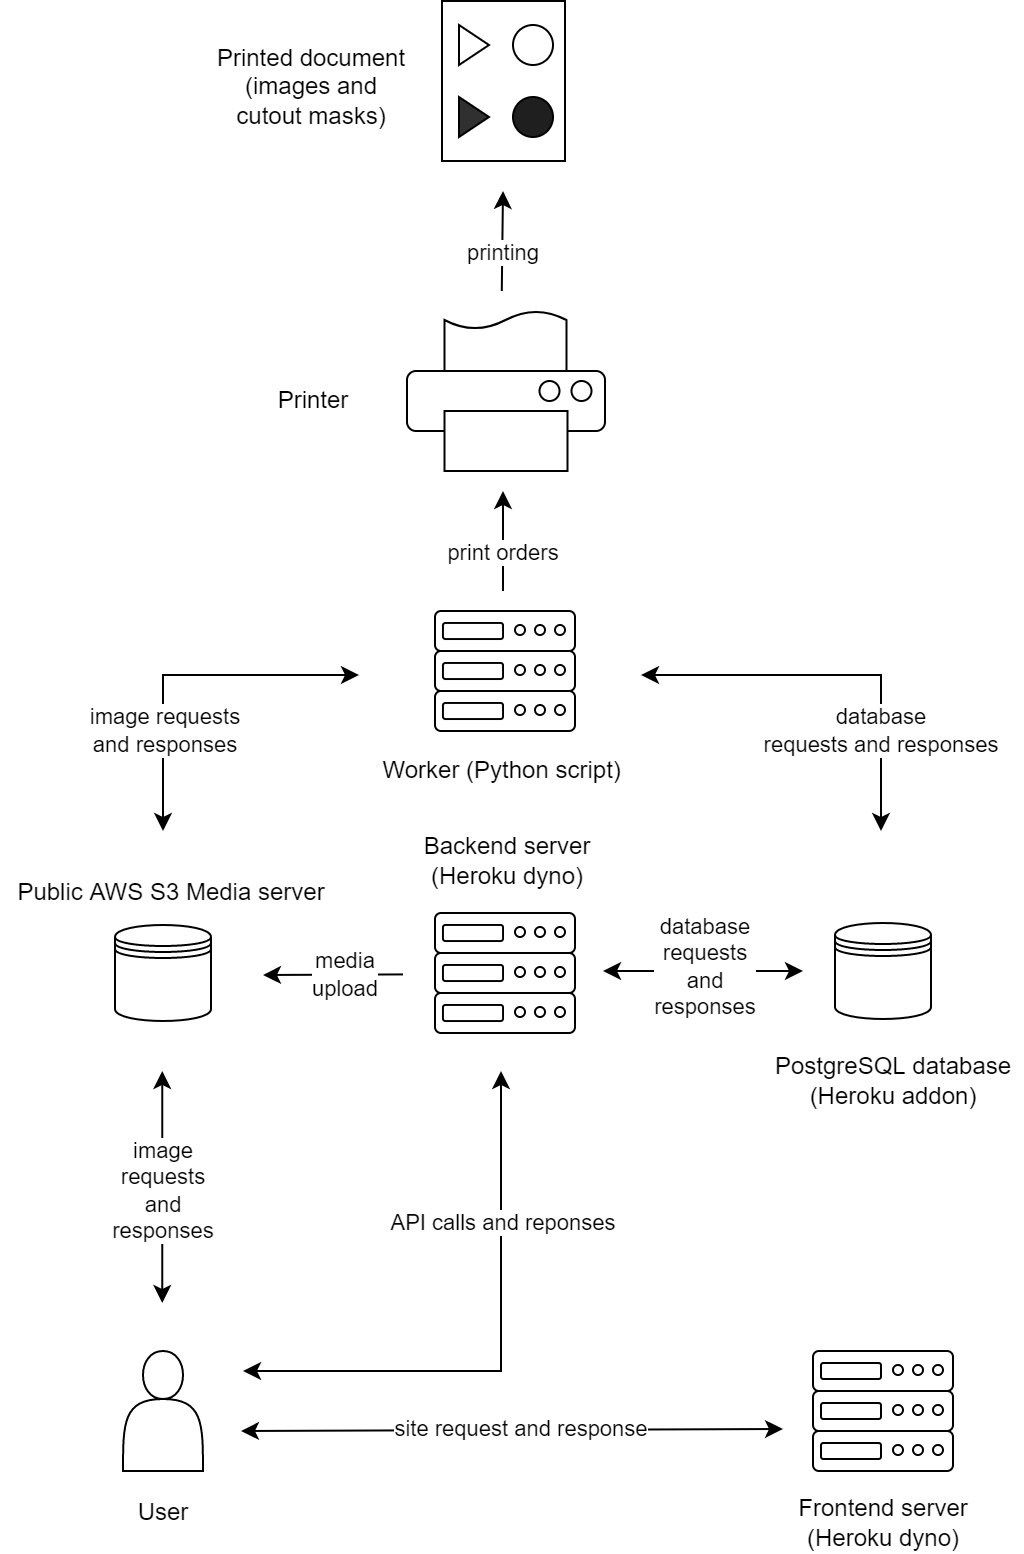 Printed document
(images and
cutout masks)
printing
Printer
print orders
image requests
and responses
database
requests and responses
Worker (Python script)
Backend server
(Heroku dyno)
Public AWS S3 Media server
media
upload
database
requests
and
responses
PostgreSQL database
(Heroku addon)
image
requests
and
responses
API calls and reponses
site request and response
User
Frontend server
(Heroku dyno)